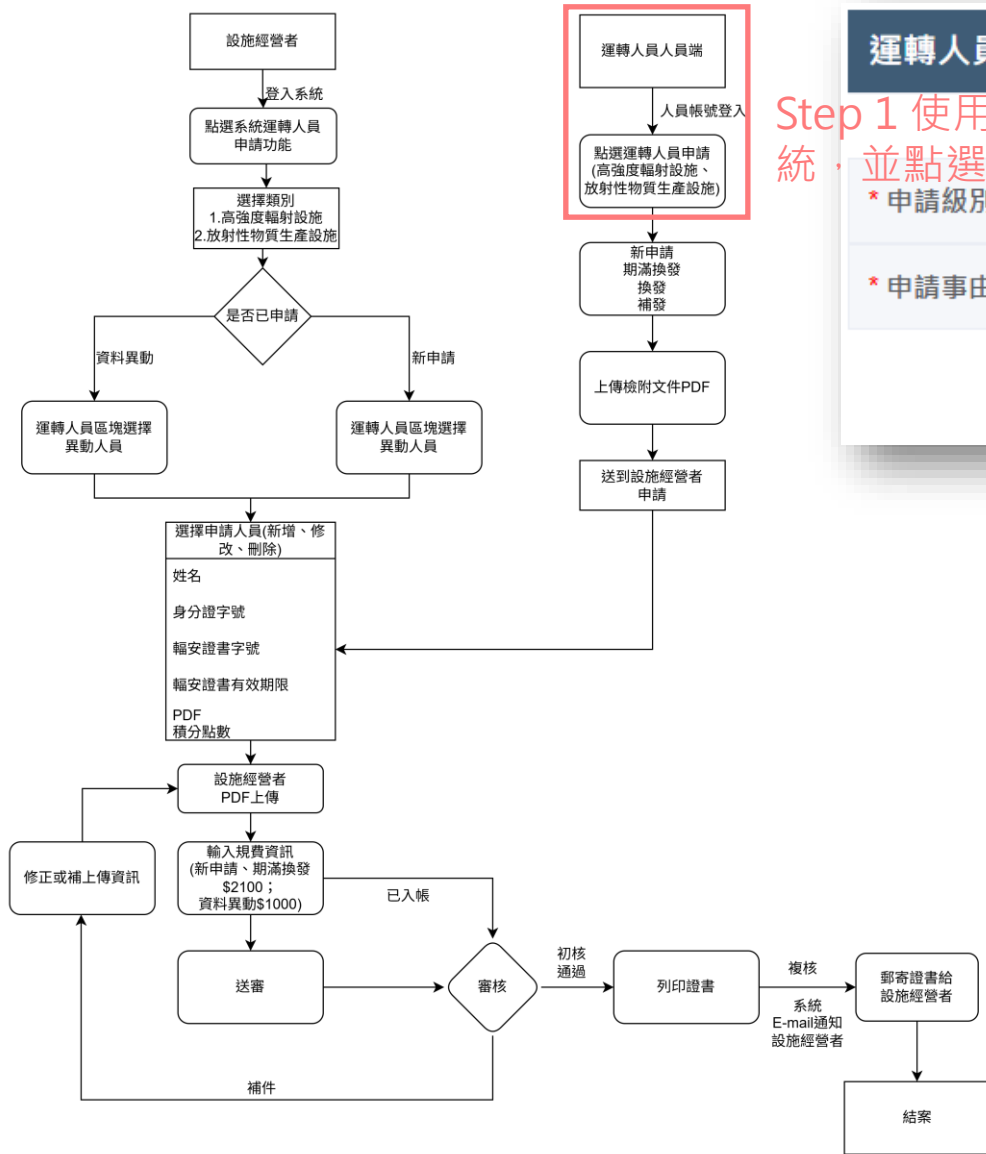 設施經營者
登入系統
點選系統運轉人員
申請功能
選擇類別
1.高強度輻射設施
2.放射性物質生產設施
是否已申請
資料異動
新申請
運轉人員區塊選擇
異動人員
運轉人員區塊選擇
異動人員
運轉人員人員端
人員帳號登入
點選運轉人員申請
(高強度輻射設施、
放射性物質生產設施)
新申請
期滿換發
換發
補發
上傳檢附文件PDF
送到設施經營者
申請
運轉人員
Step 1 使用
統，並點選
* 申請級別
* 申請事由
選擇申請人員(新增、修
改、刪除)
姓名
身分證字號
輻安證書字號
輻安證書有效期限
PDF
積分點數
設施經營者
PDF上傳
修正或補上傳資訊
輸入規費資訊
(新申請、期滿換發
$2100；
資料異動$1000)
已入帳
送審
審核
初核
通過
列印證書
複核
系統
E-mail通知
設施經營者
郵寄證書給
設施經營者
補件
結案